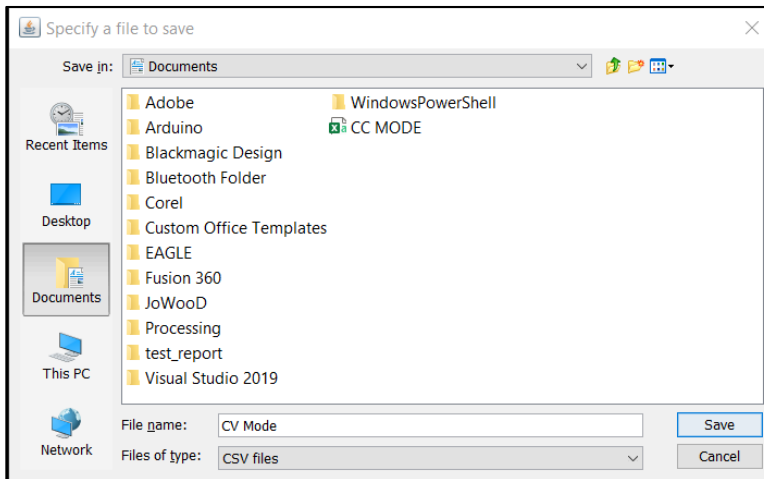 Specify a file to save
Save in: Documents
Recent Items
Desktop
Documents
This PC
Network
Adobe
Arduino
Blackmagic Design
Bluetooth Folder
Corel
Custom Office Templates
EAGLE
Fusion 360
JoWooD
Processing
test_report
Visual Studio 2019
WindowsPowerShell
CC MODE
File name: CV Mode
Save
Files of type: CSV files
Cancel